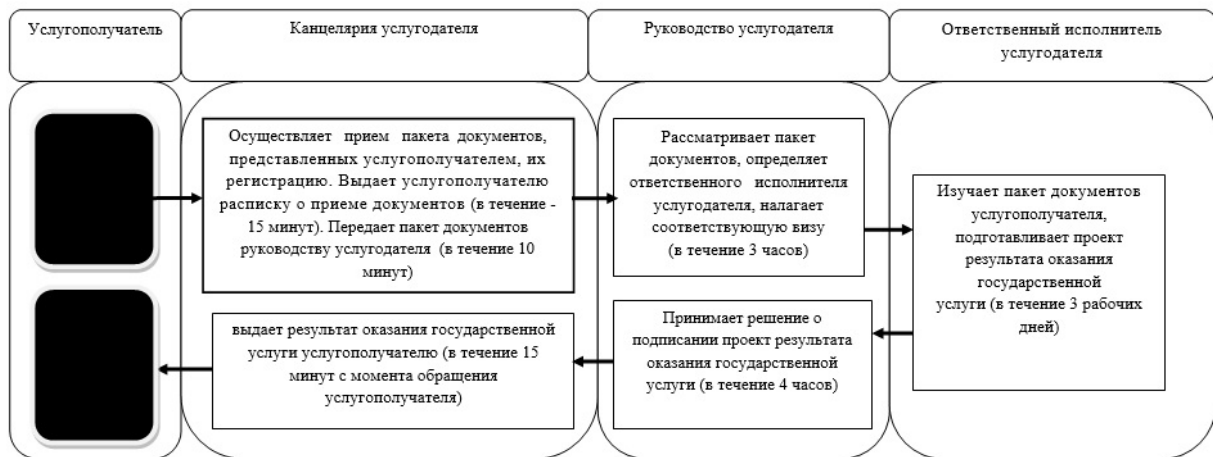 Услугополучатель
Канцелярия услугодателя
Руководство услугодателя
Ответственный исполнитель
услугодателя
Осуществляет прием пакета документов,
представленных услугополучателем, их
регистрацию. Выдает услугополучателю
расписку о приеме документов (в течение -
15 минут). Передает пакет документов
руководству услугодателя (в течение 10
минут)
Рассматривает пакет
документов, определяет
ответственного исполнителя
услугодателя, налагает
соответствующую визу
(в течение 3 часов)
Изучает пакет документов
услугополучателя,
подготавливает проект
результата оказания
государственной
услуги (в течение 3 рабочих
дней)
Принимает решение о
подписании проект результата
оказания государственной
услуги (в течение 4 часов)
выдает результат оказания государственной
услуги услугополучателю (в течение 15
минут с момента обращения
услугополучателя)